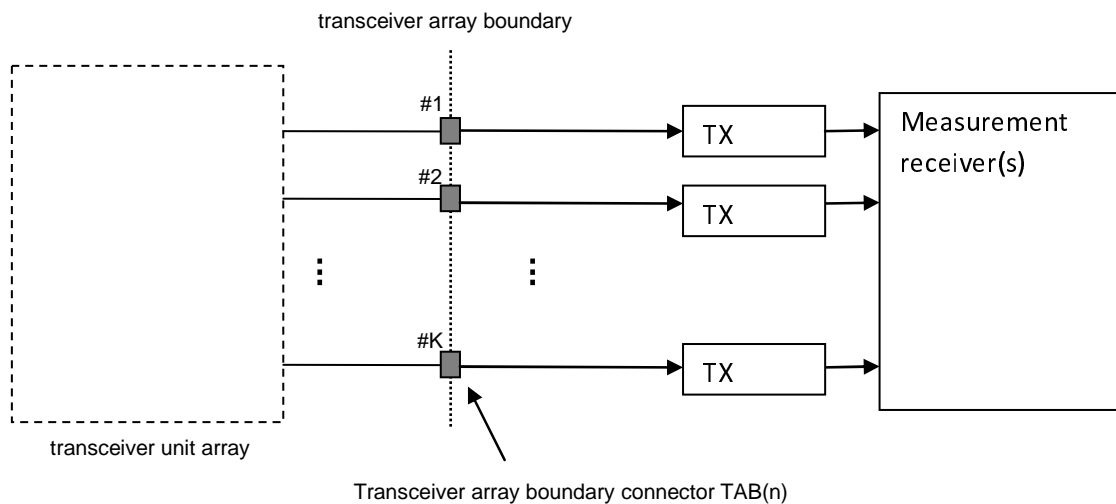 transceiver array boundary
#1
TX
Measurement
receiver(s)
#2
TX
#K
TX
transceiver unit array
Transceiver array boundary connector TAB(n)